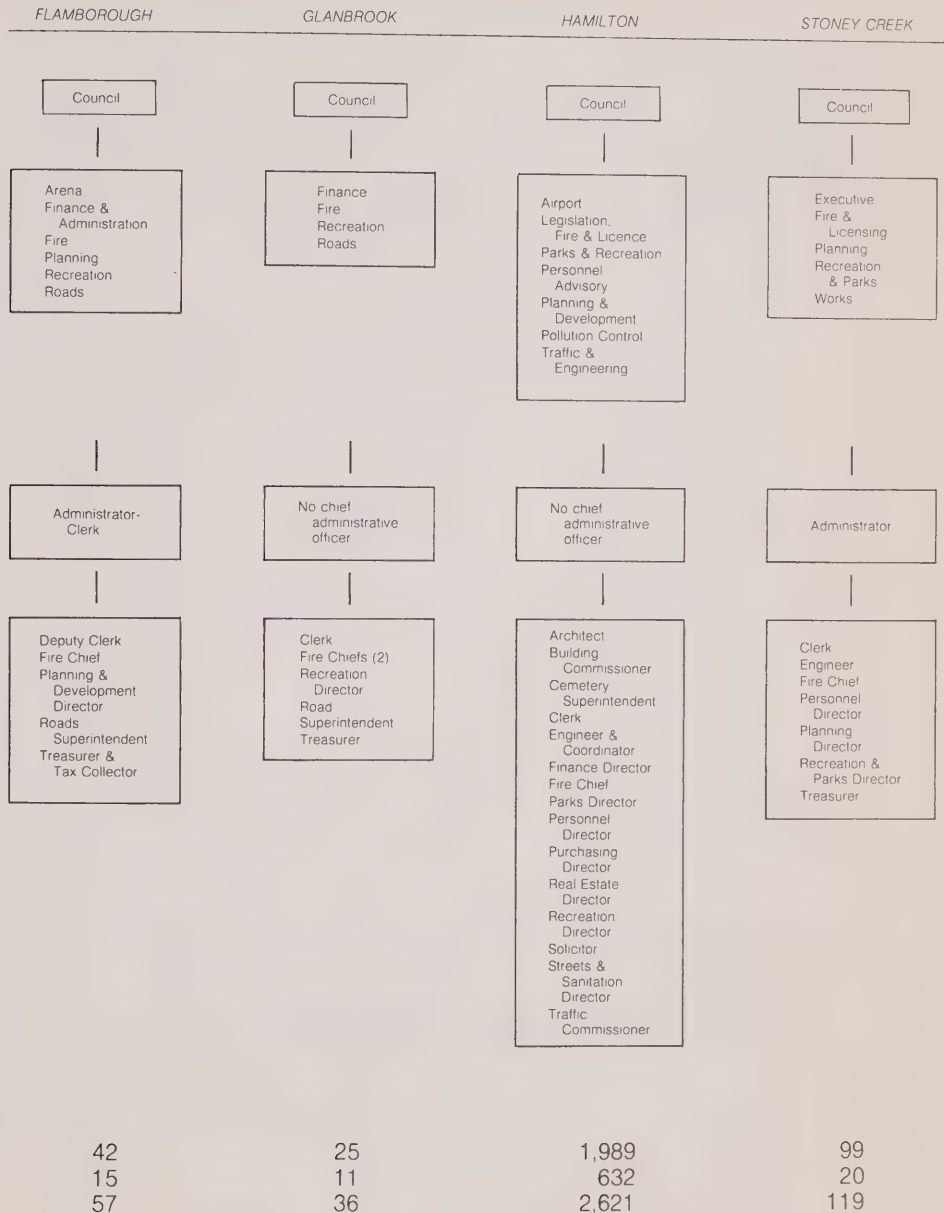 FLAMBOROUGH
GLANBROOK
HAMILTON
STONEY CREEK
Council
Council
Council
Council
Arena
Finance &
Administration
Fire
Planning
Recreation
Roads
Finance
Fire
Recreation
Roads
Airport
Legislation,
Fire & Licence
Parks & Recreation
Personnel
Advisory
Planning &
Development
Pollution Control
Traffic &
Engineering
Executive
Fire &
Licensing
Planning
Recreation
& Parks
Works
Administrator-
Clerk
No chief
administrative
officer
No chief
administrative
officer
Administrator
Deputy Clerk
Fire Chief
Planning &
Development
Director
Roads
Superintendent
Treasurer &
Tax Collector
Clerk
Fire Chiefs (2)
Recreation
Director
Road
Superintendent
Treasurer
Architect
Building
Commissioner
Cemetery
Superintendent
Clerk
Engineer &
Coordinator
Finance Director
Fire Chief
Parks Director
Personnel
Director
Purchasing
Director
Real Estate
Director
Recreation
Director
Solicitor
Streets &
Sanitation
Director
Traffic
Commissioner
Clerk
Engineer
Fire Chief
Personnel
Director
Planning
Director
Recreation &
Parks Director
Treasurer
42 25 1,989 99
15 11 632 20
57 36 2,621 119